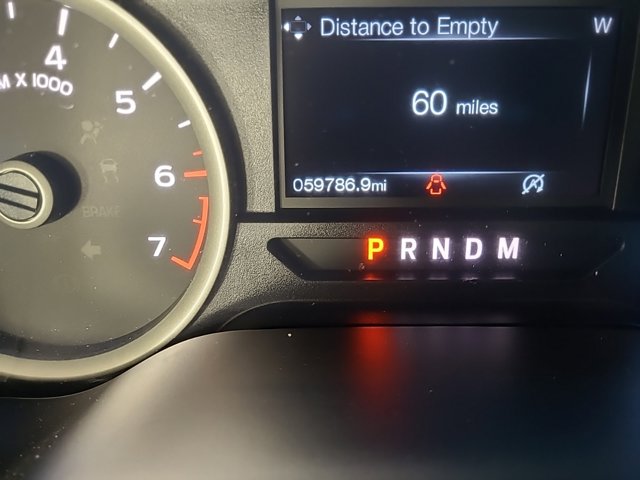 Distance to Empty W
60 miles
059786.9mi
P R N D M
4
M X 1000
5
6
BRAKE
7